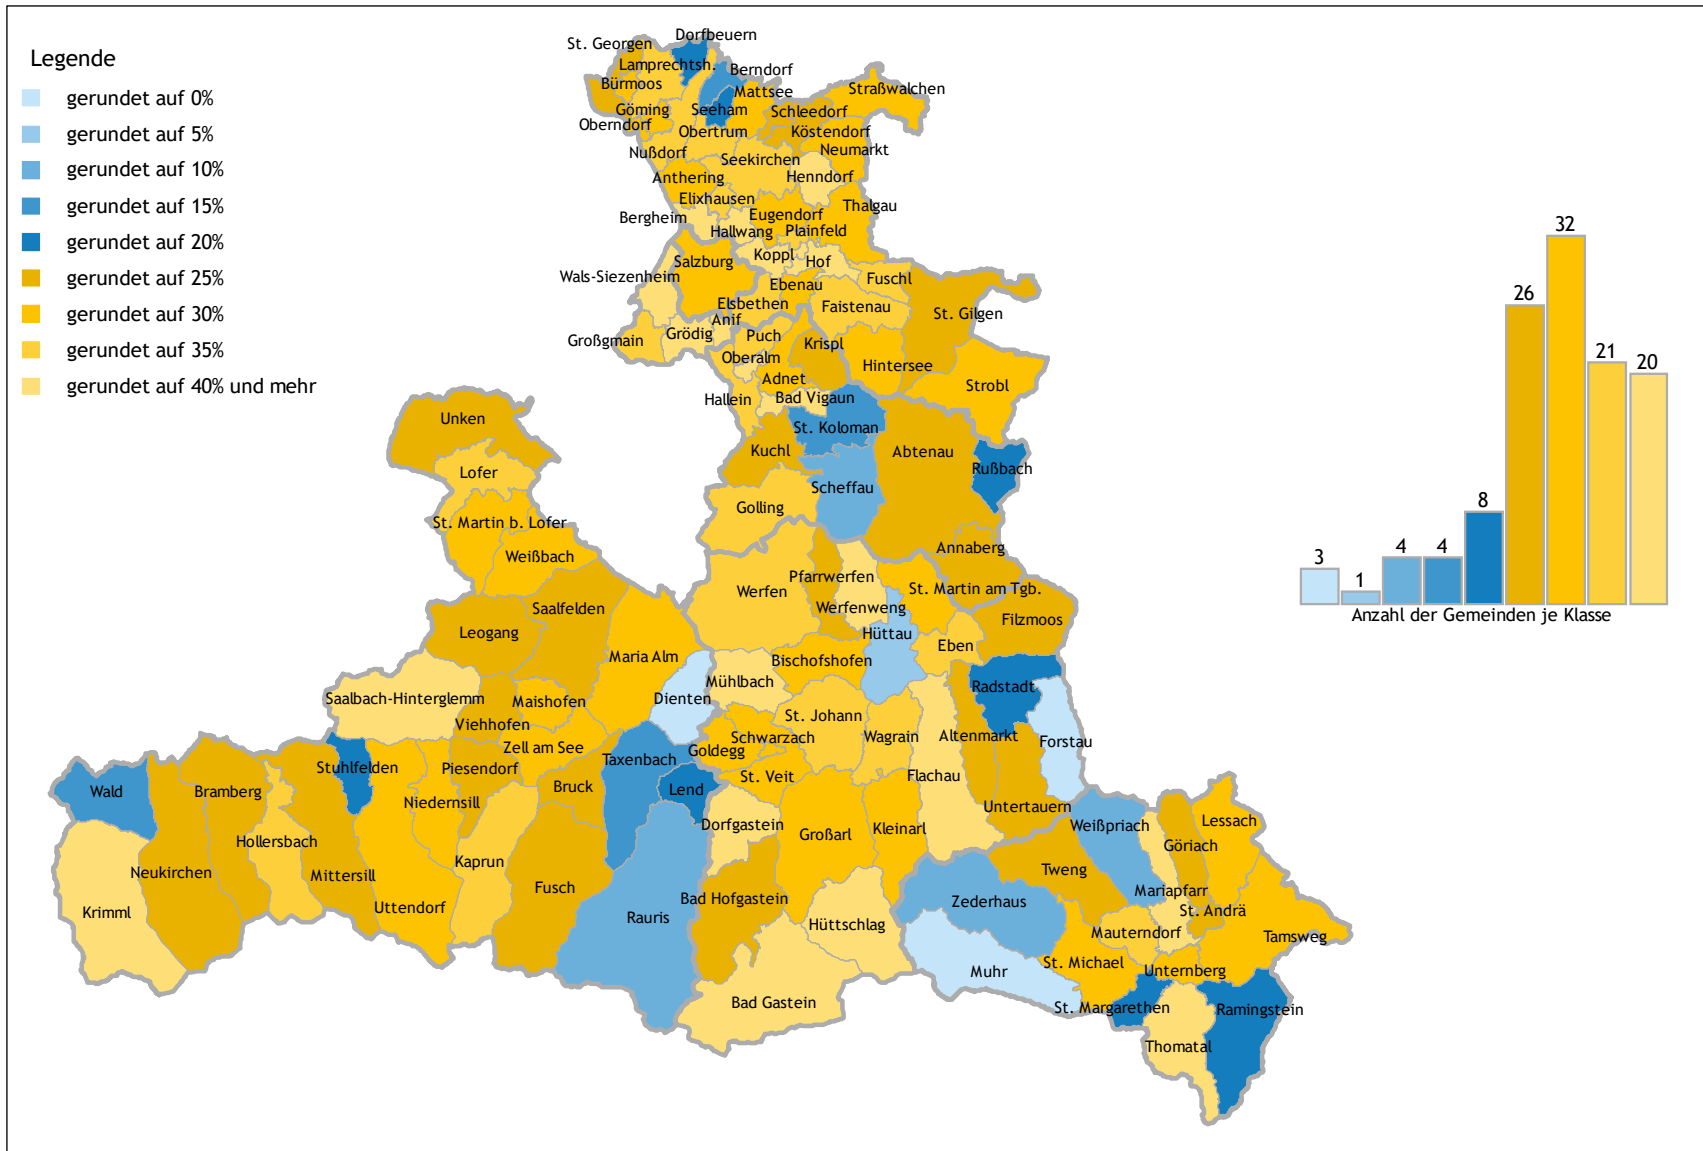 Legende
gerundet auf 0%
gerundet auf 5%
gerundet auf 10%
gerundet auf 15%
gerundet auf 20%
gerundet auf 25%
gerundet auf 30%
gerundet auf 35%
gerundet auf 40% und mehr
Dorfbeuern
St. Georgen
Lamprechtsh.
Berndorf
Bürmoos
Mattsee
Straßwalchen
Göming
Seeham
Schleedorf
Oberndorf
Obertrum
Köstendorf
Nußdorf
Neumarkt
Seekirchen
Anthering
Henndorf
Elixhausen
Thalgau
Bergheim
Eugendorf
Hallwang
Plainfeld
Koppl
Hof
Salzburg
Wals-Siezenheim
Fuschl
Ebenau
Elsbethen
Faistenau
St. Gilgen
Anif
Großgmain
Grödig
Puch
Krispl
Oberalm
Hintersee
Adnet
Strobl
Hallein
Bad Vigaun
Unken
St. Koloman
Kuchl
Abtenau
Lofer
Rußbach
Scheffau
Golling
St. Martin b. Lofer
Weißbach
Annaberg
Pfarrwerfen
Werfen
St. Martin am Tgb.
Saalfelden
Werfenweng
Filzmoos
Leogang
Hüttau
Eben
Maria Alm
Bischofshofen
Mühlbach
Radstadt
Saalbach-Hinterglemm
Dienten
Maishofen
St. Johann
Viehhofen
Schwarzach
Wagrain
Altenmarkt
Forstau
Zell am See
Goldegg
Taxenbach
Stuhlfelden
Piesendorf
St. Veit
Flachau
Bruck
Lend
Wald
Bramberg
Niedernsill
Untertauern
Dorfgastein
Großarl
Kleinarl
Weißpriach
Lessach
Hollersbach
Göriach
Kaprun
Neukirchen
Mittersill
Tweng
Fusch
Mariapfarr
Bad Hofgastein
Zederhaus
Uttendorf
Krimml
Rauris
Hüttschlag
St. Andrä
Mauterndorf
Tamsweg
St. Michael
Muhr
Unternberg
Bad Gastein
St. Margarethen
Ramingstein
Thomatal
3
1
4
4
8
26
32
21
20
Anzahl der Gemeinden je Klasse